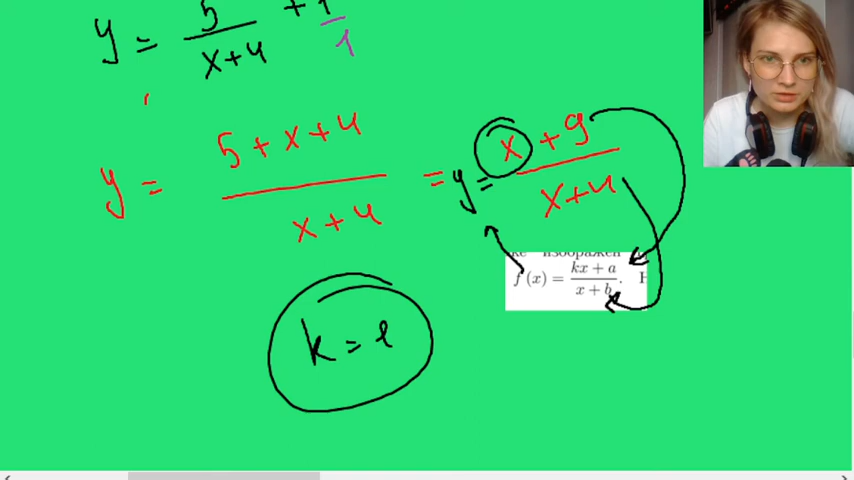 y = 5/(x+4) + 1/1
y = (5+x+4)/(x+4) = y = (x+9)/(x+4)
f (x) = (kx + a)/(x + b).
k = 1